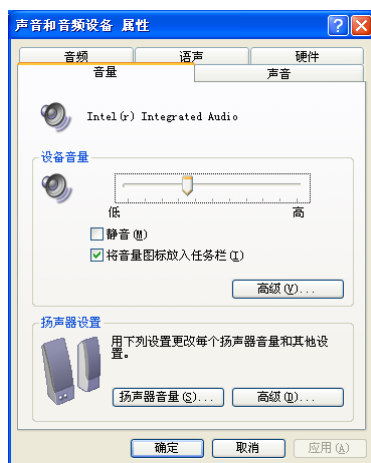 声音和音频设备 属性
音频 语声 硬件
音量 声音
Intel(r) Integrated Audio
设备音量
低 高
静音(M)
将音量图标放入任务栏(I)
高级(V)...
扬声器设置
用下列设置更改每个扬声器音量和其他设
置。
扬声器音量(S)... 高级(D)...
确定 取消 应用(A)